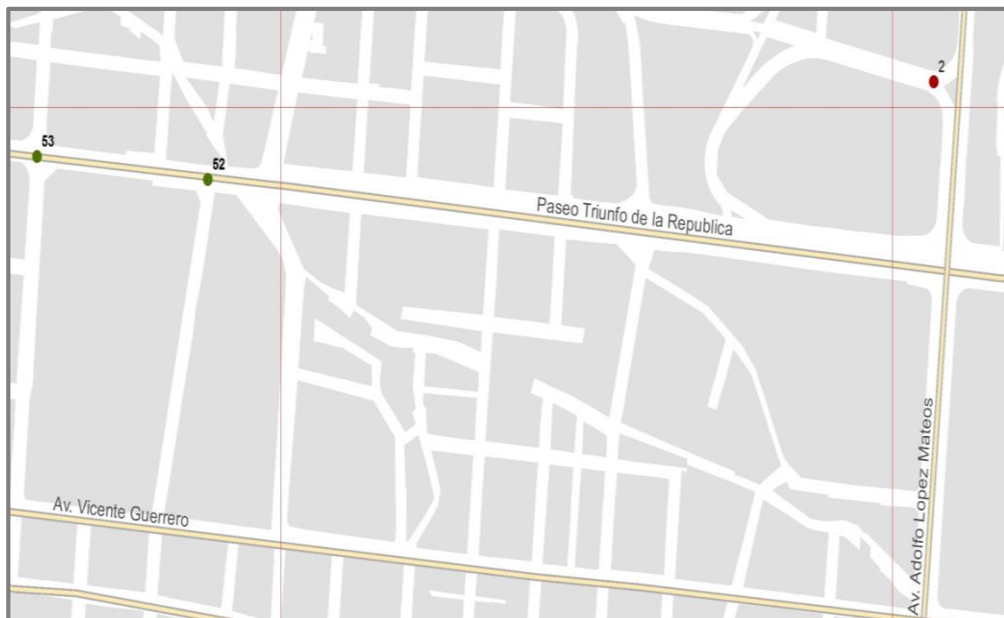 2
53
52
Paseo Triunfo de la Republica
Av. Vicente Guerrero
Av. Adolfo Lopez Mateos